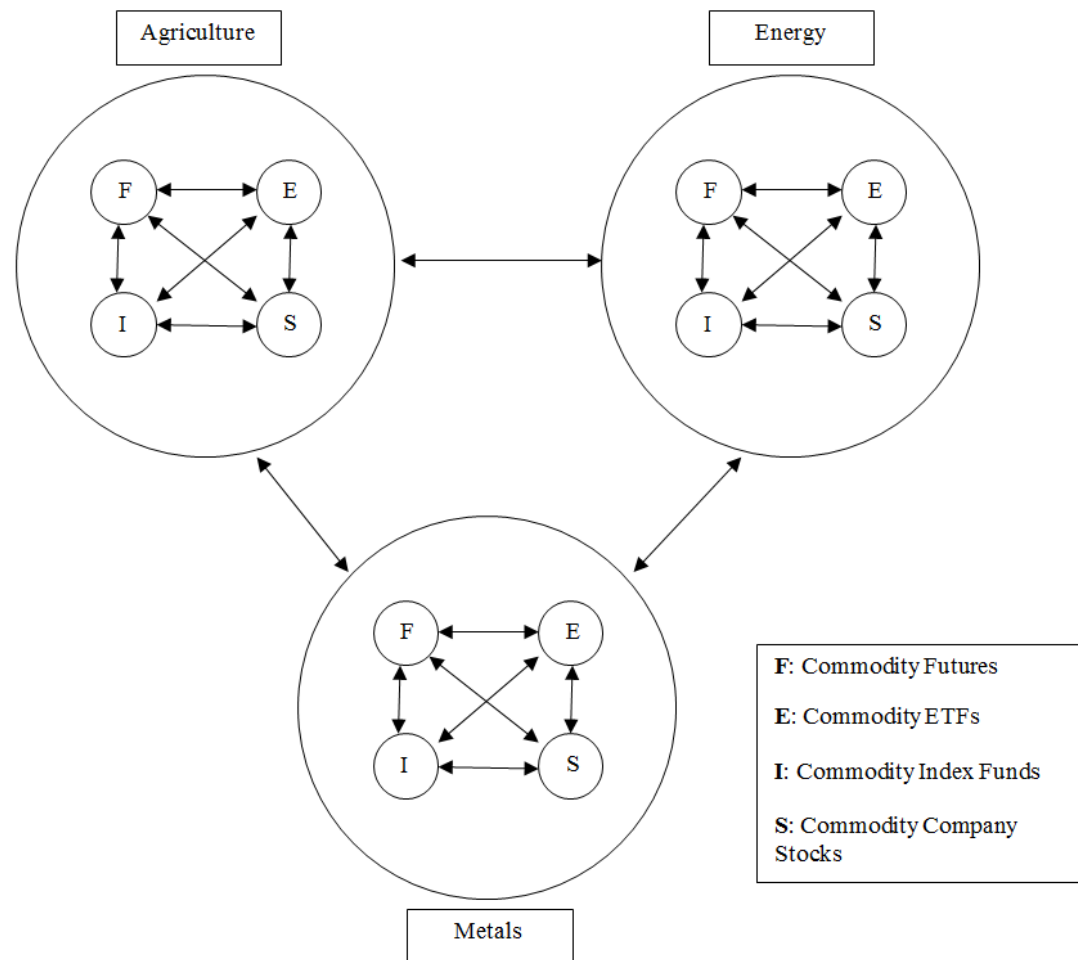 Agriculture
Energy
F
E
I
S
F
E
I
S
F
E
I
S
F: Commodity Futures
E: Commodity ETFs
I: Commodity Index Funds
S: Commodity Company
Stocks
Metals